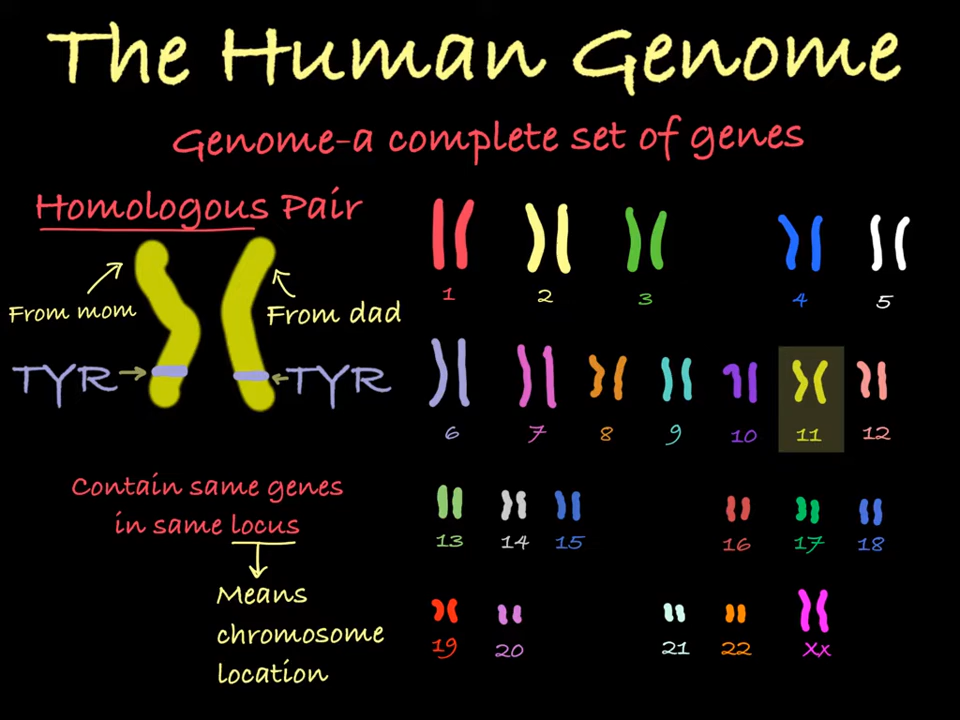 The Human Genome
Genome-a complete set of genes
Homologous Pair
From mom
From dad
TYR
TYR
Contain same genes
in same locus
Means
chromosome
location
1 2 3 4 5
6 7 8 9 10 11 12
13 14 15 16 17 18
19 20 21 22 Xx